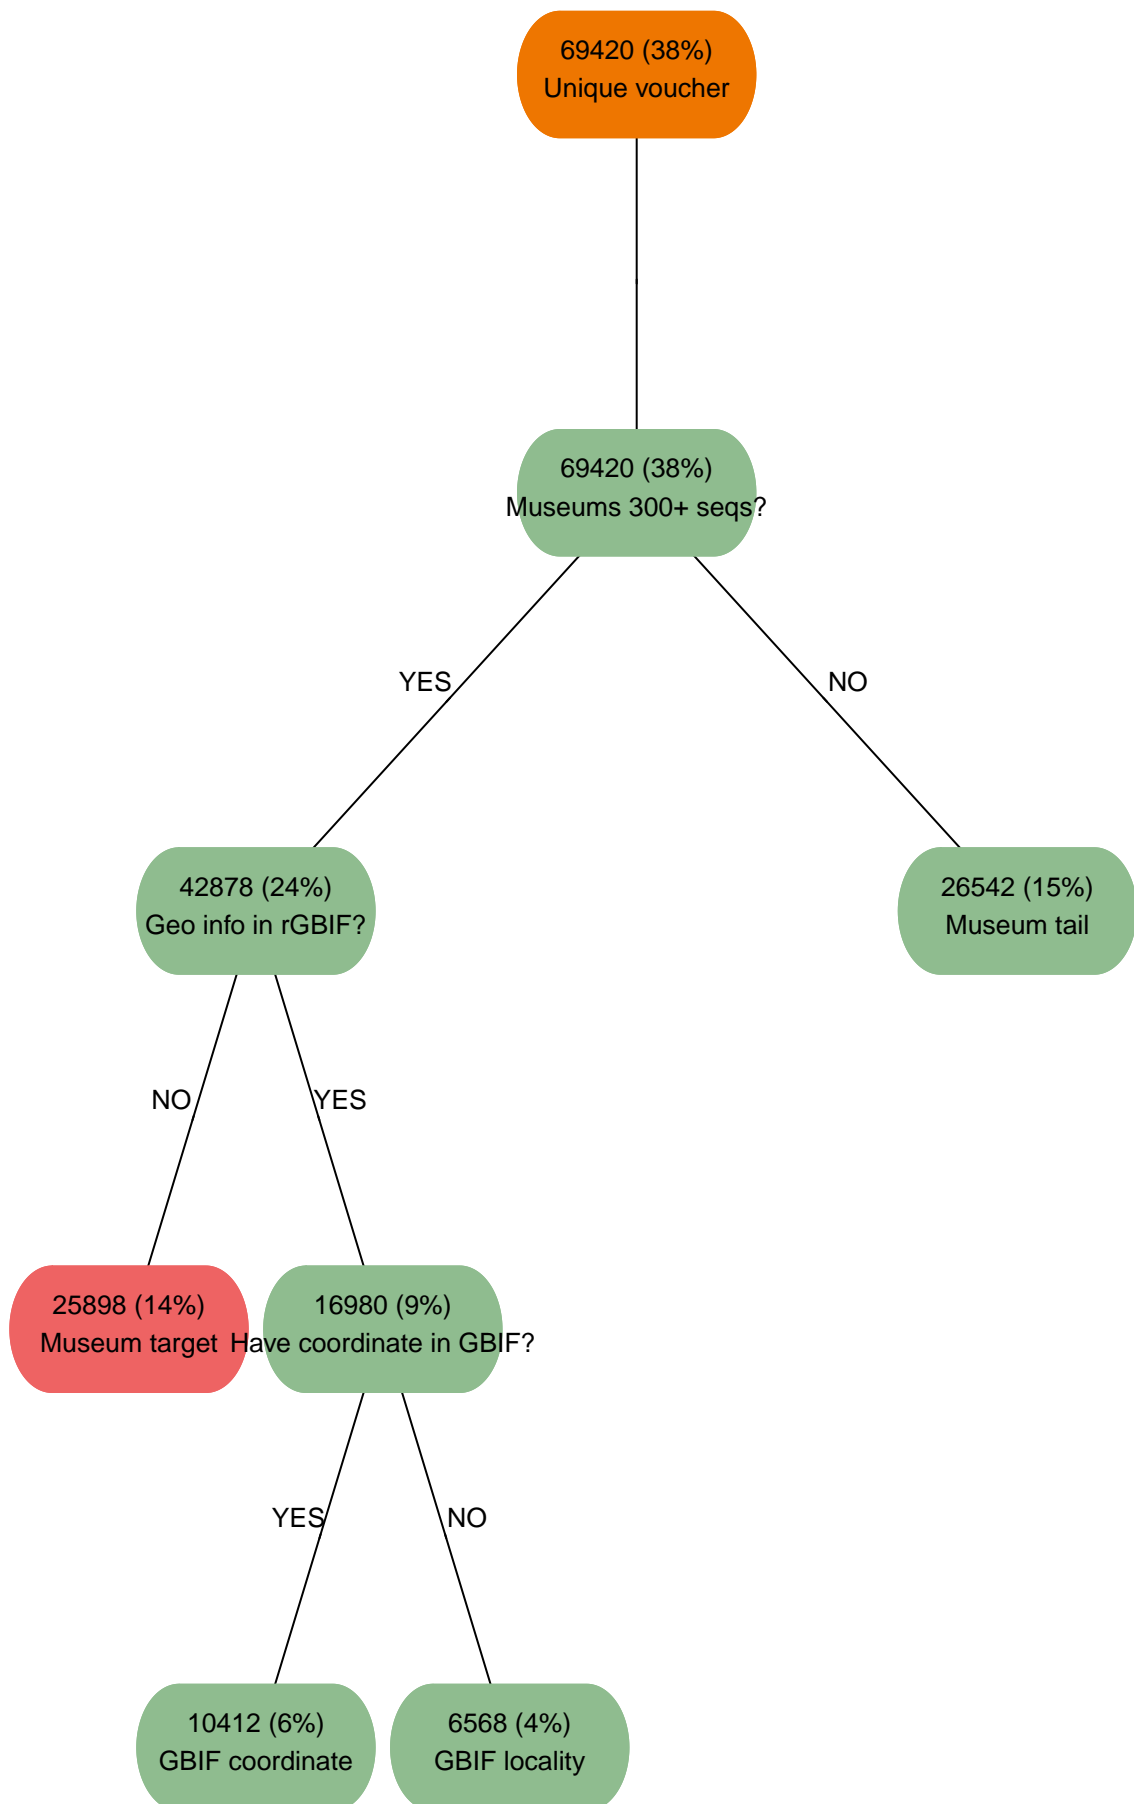 69420 (38%)
Unique voucher
69420 (38%)
Museums 300+ seqs?
YES
NO
42878 (24%)
Geo info in rGBIF?
26542 (15%)
Museum tail
NO
YES
25898 (14%)
Museum target
16980 (9%)
Have coordinate in GBIF?
YES
NO
10412 (6%)
GBIF coordinate
6568 (4%)
GBIF locality